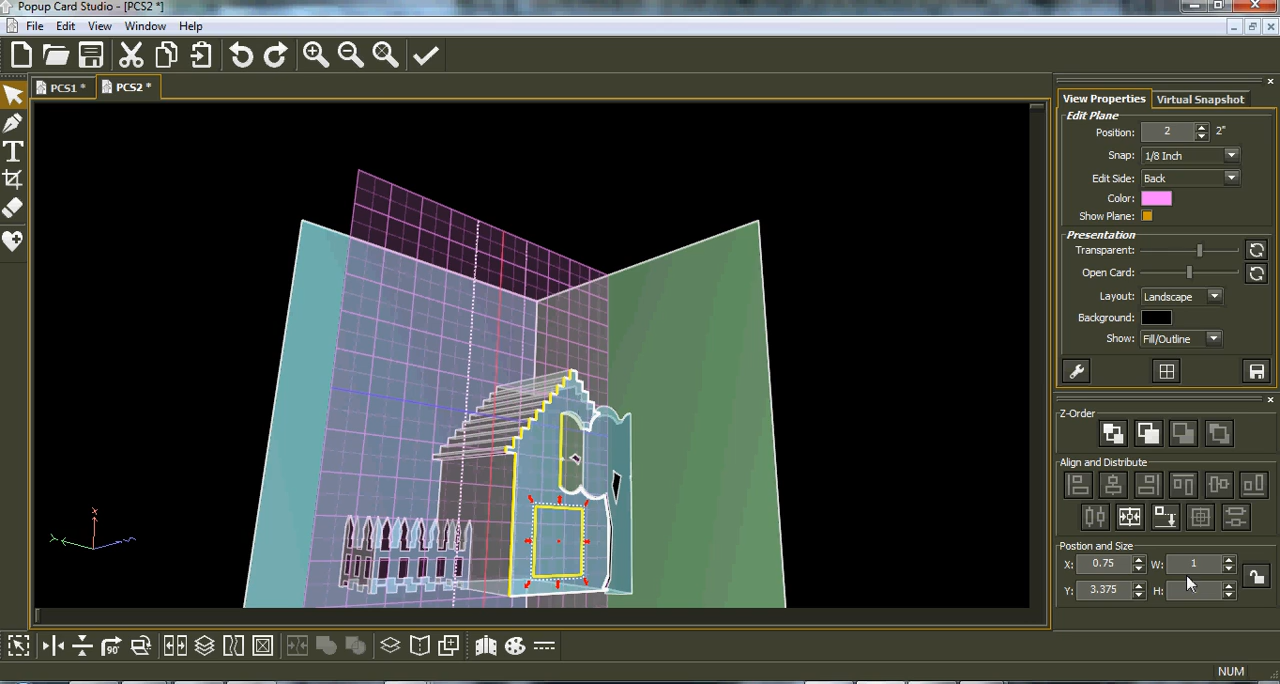 Popup Card Studio - [PCS2 *]
File Edit View Window Help
PCS1 * PCS2 *
View Properties Virtual Snapshot
Edit Plane
Position: 2 2"
Snap: 1/8 Inch
Edit Side: Back
Color:
Show Plane:
Presentation
Transparent:
Open Card:
Layout: Landscape
Background:
Show: Fill/Outline
Z-Order
Align and Distribute
Postion and Size
X: 0.75 W: 1
Y: 3.375 H:
T
90°
NUM